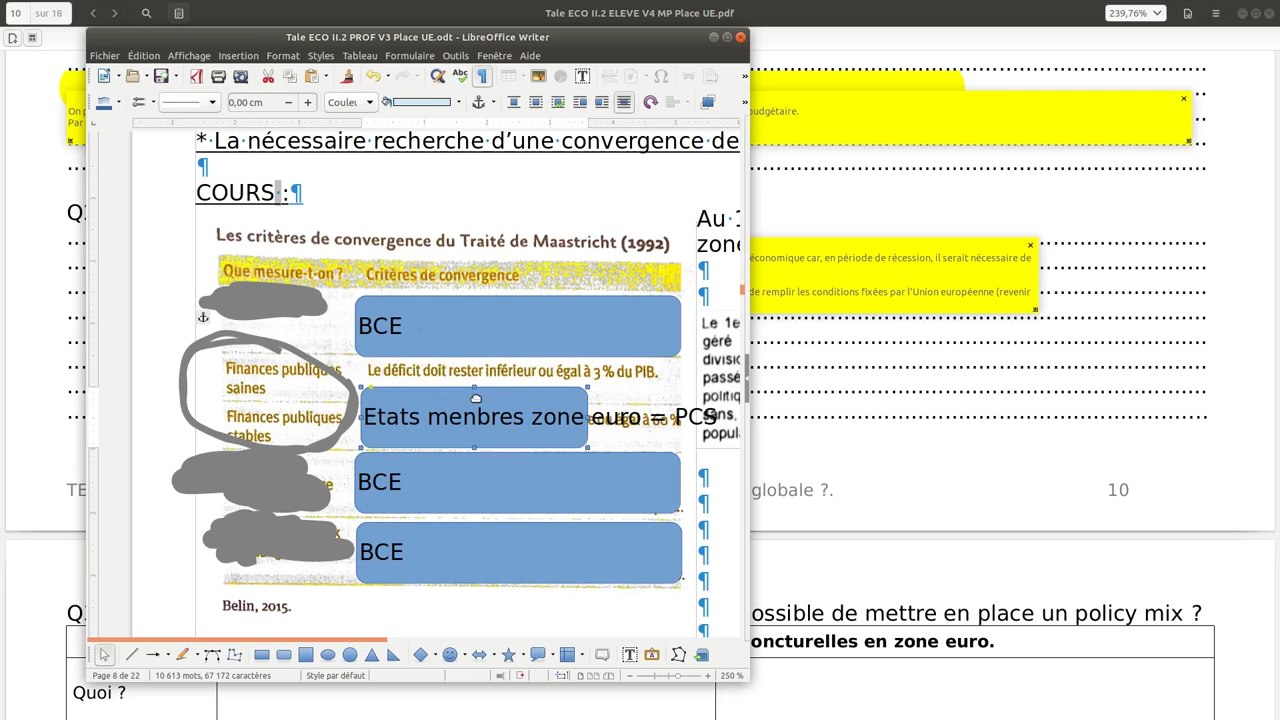 10 sur 18
Tale ECO II.2 ELEVE V4 MP Place UE.pdf
239,76%
Tale ECO II.2 PROF V3 Place UE.odt - LibreOffice Writer
Fichier Édition Affichage Insertion Format Styles Tableau Formulaire Outils Fenêtre Aide
0,00 cm
Couleu
* La nécessaire recherche d’une convergence de
COURS :
Les critères de convergence du Traité de Maastricht (1992)
Que mesure-t-on ? Critères de convergence
BCE
Finances publiques
saines
Le déficit doit rester inférieur ou égal à 3 % du PIB.
Finances publiques
stables
Etats menbres zone euro = PCS
BCE
BCE
Belin, 2015.
Au 1
zone
Le 1e
géré
divisio
passé
politiq
sans,
popul
On p
Par
budgétaire.
Q
économique car, en période de récession, il serait nécessaire de
de remplir les conditions fixées par l'Union européenne (revenir
TE
globale ?.
10
Q
ossible de mettre en place un policy mix ?
oncturelles en zone euro.
Quoi ?
Page 8 de 22
10 613 mots, 67 172 caractères
Style par défaut
250 %